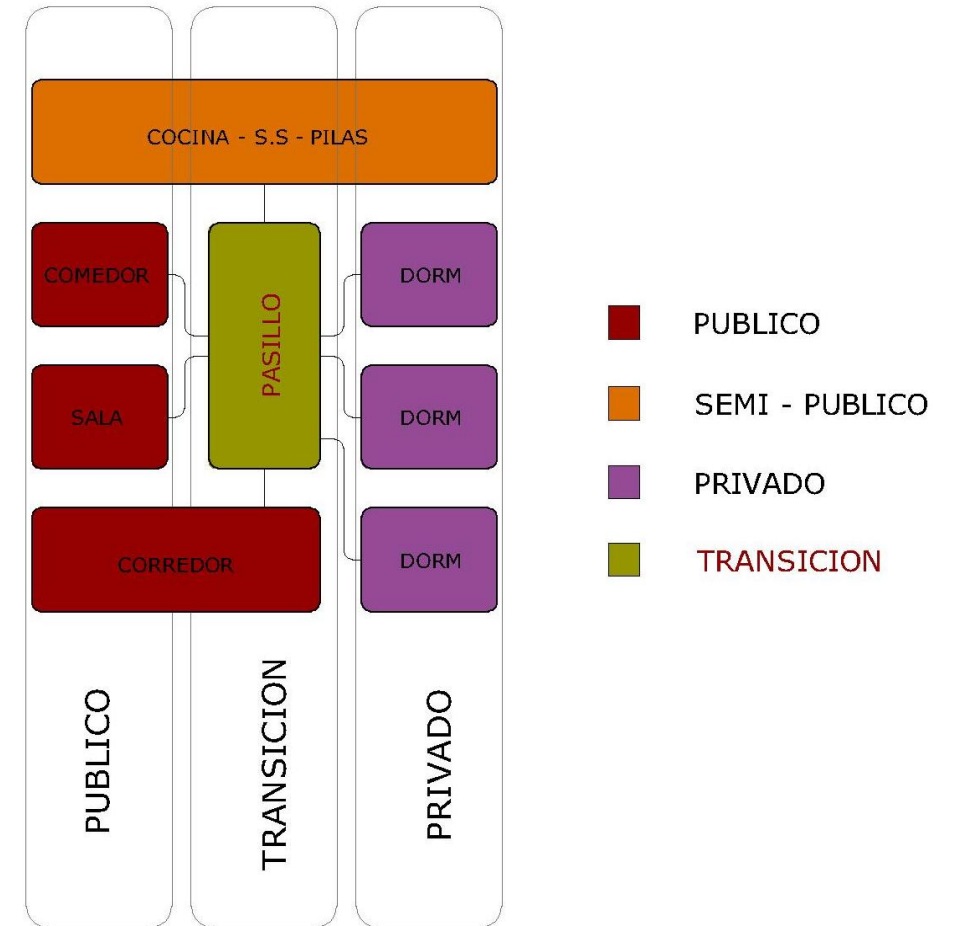 COCINA - S.S - PILAS
COMEDOR
PASILLO
DORM
SALA
DORM
CORREDOR
DORM
PUBLICO
TRANSICION
PRIVADO
PUBLICO
SEMI - PUBLICO
PRIVADO
TRANSICION